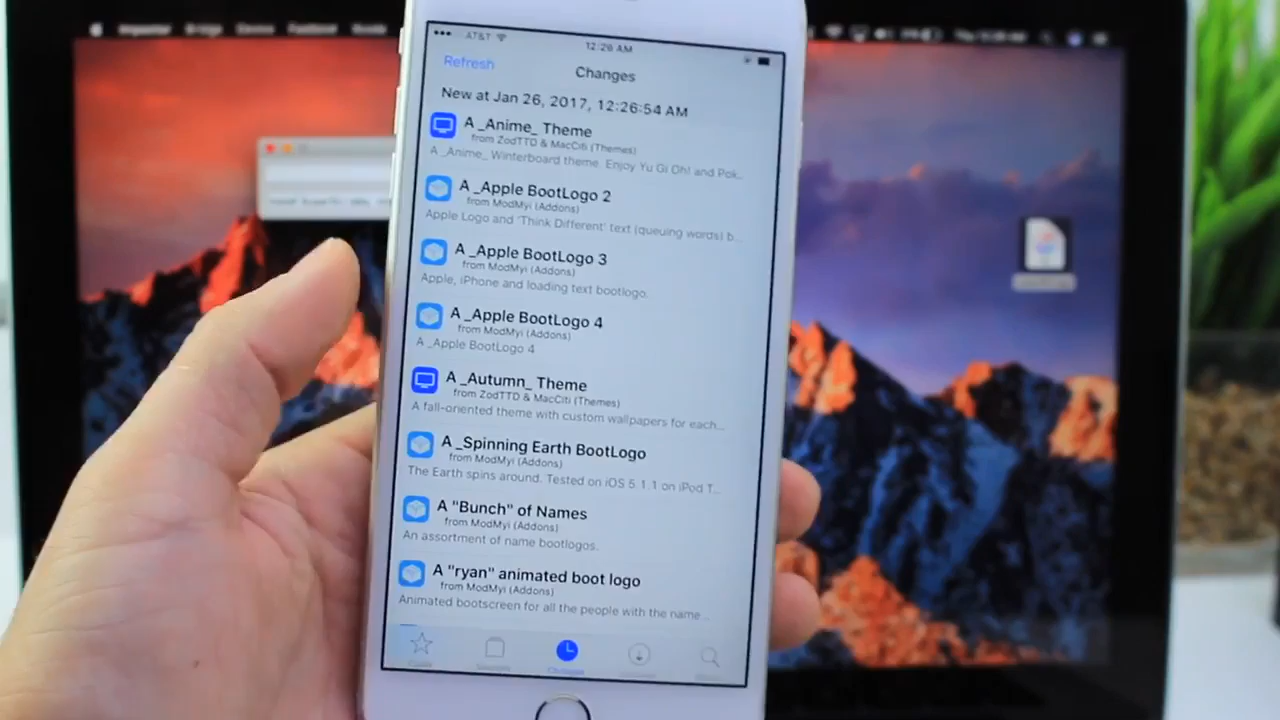 AT&T
12:26 AM
Refresh
Changes
New at Jan 26, 2017, 12:26:54 AM
A _Anime_ Theme
from ZodTTD & MacCiti (Themes)
A _Anime_ Winterboard theme. Enjoy Yu Gi Oh! and Pok...
A _Apple BootLogo 2
from ModMyi (Addons)
Apple Logo and 'Think Different' text (queuing words) b...
A _Apple BootLogo 3
from ModMyi (Addons)
Apple, iPhone and loading text bootlogo.
A _Apple BootLogo 4
from ModMyi (Addons)
A _Apple BootLogo 4
A _Autumn_ Theme
from ZodTTD & MacCiti (Themes)
A fall-oriented theme with custom wallpapers for each...
A _Spinning Earth BootLogo
from ModMyi (Addons)
The Earth spins around. Tested on iOS 5.1.1 on iPod T...
A "Bunch" of Names
from ModMyi (Addons)
An assortment of name bootlogos.
A "ryan" animated boot logo
from ModMyi (Addons)
Animated bootscreen for all the people with the name...
Changes